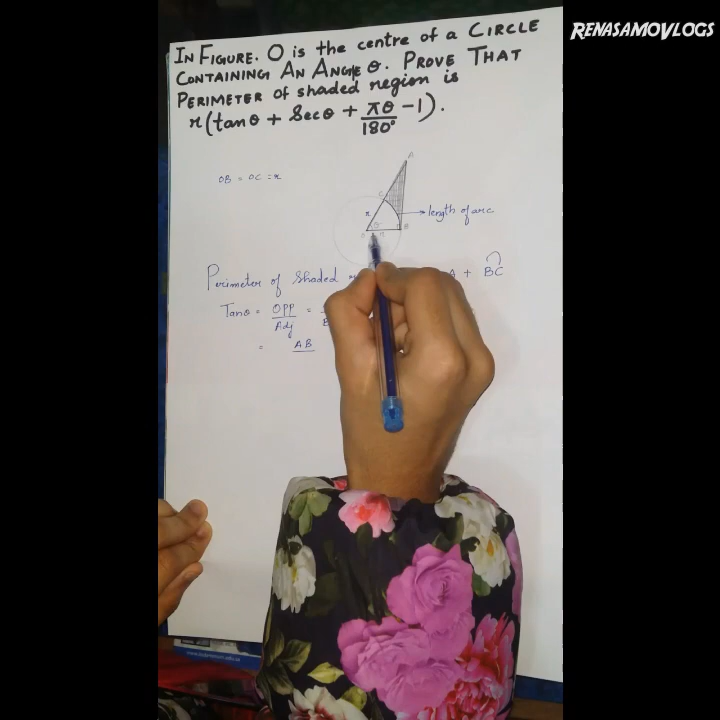 RENASAMOVLOGS
IN FIGURE. O is the centre of a CIRCLE
CONTAINING AN ANGLE θ. PROVE THAT
PERIMETER of shaded region is
r(tanθ + Secθ + πθ/180° - 1).
OB = OC = r
A
C
r
θ
O
r
B
length of arc
Perimeter of Shaded A + BC
Tanθ = OPP/Adj =
= AB